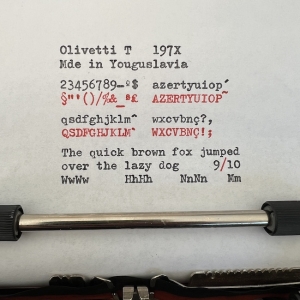 Olivetti T 197X
Mde in Youguslavia
23456789-º$ azertyuiop´
§"'()/%&_ª£ AZERTYUIOP~
qsdfghjklm^ wxcvbnç?,
QSDFGHJKLM` WXCVBNÇ!;
The quick brown fox jumped
over the lazy dog 9/10
WwWw HhHh NnNn Mm